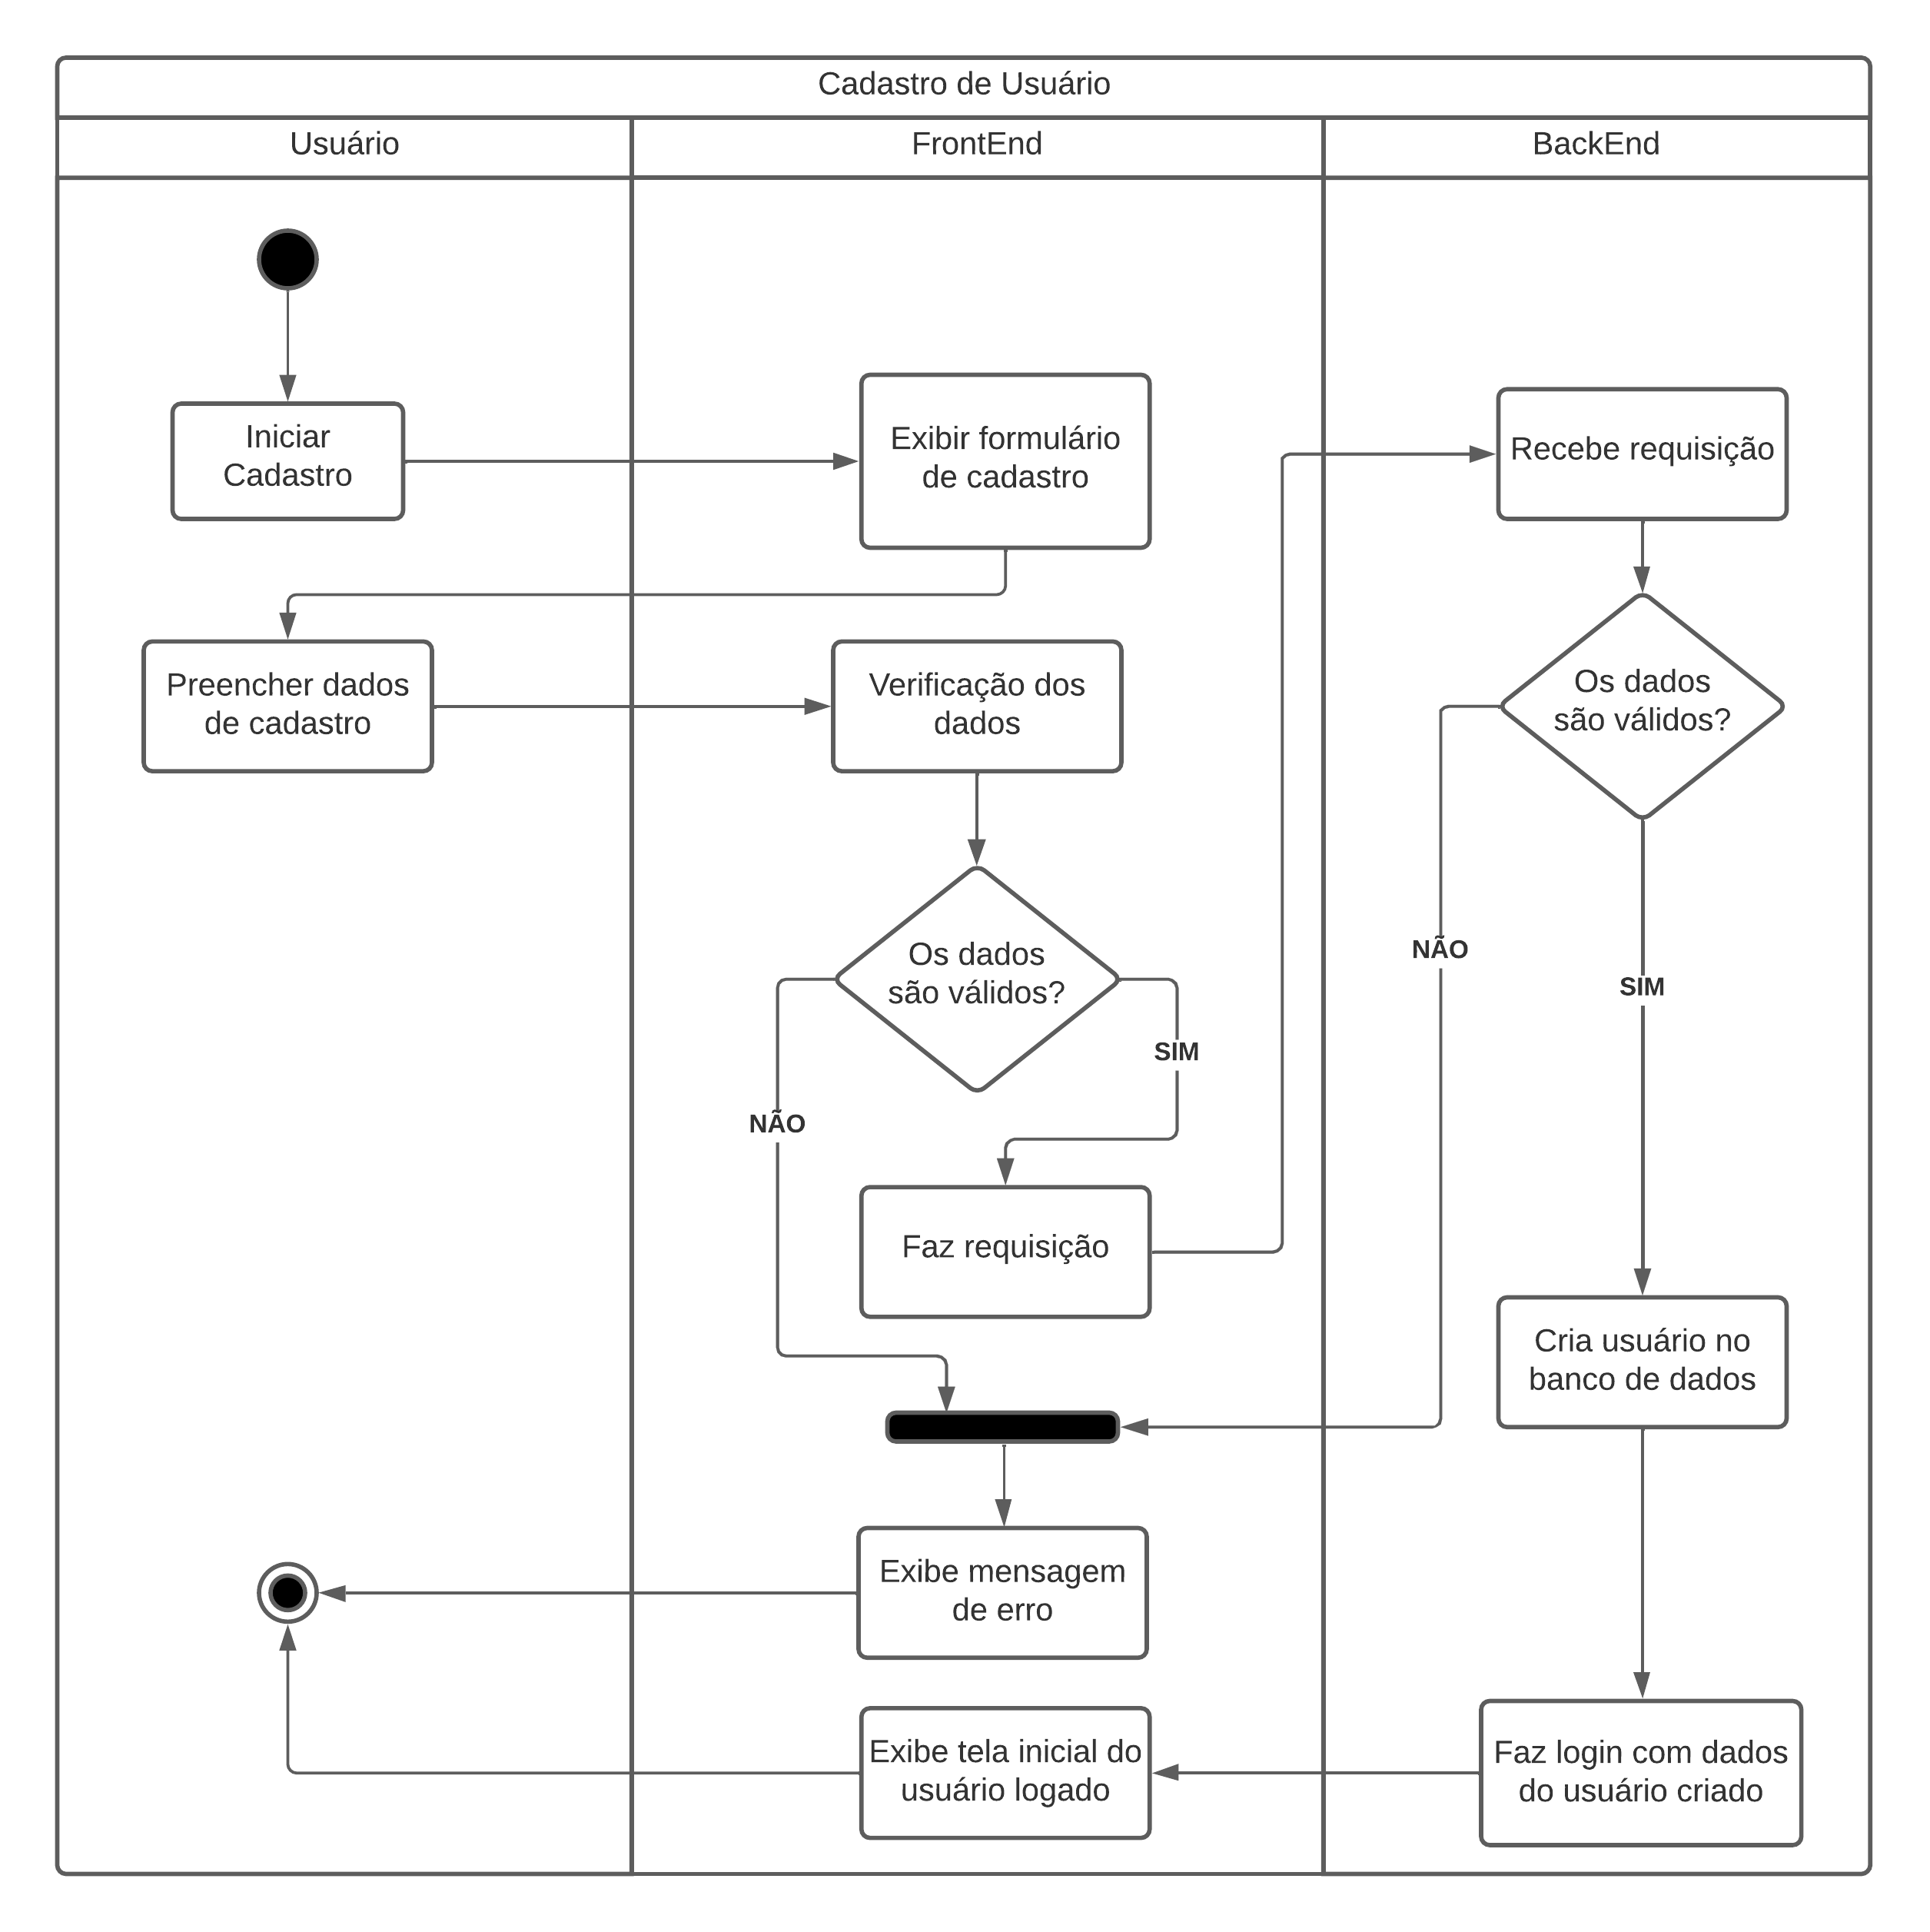 Cadastro de Usuário
Usuário
FrontEnd
BackEnd
Iniciar
Cadastro
Exibir formulário
de cadastro
Recebe requisição
Preencher dados
de cadastro
Verificação dos
dados
Os dados
são válidos?
Os dados
são válidos?
NÃO
SIM
SIM
NÃO
Faz requisição
Cria usuário no
banco de dados
Exibe mensagem
de erro
Exibe tela inicial do
usuário logado
Faz login com dados
do usuário criado